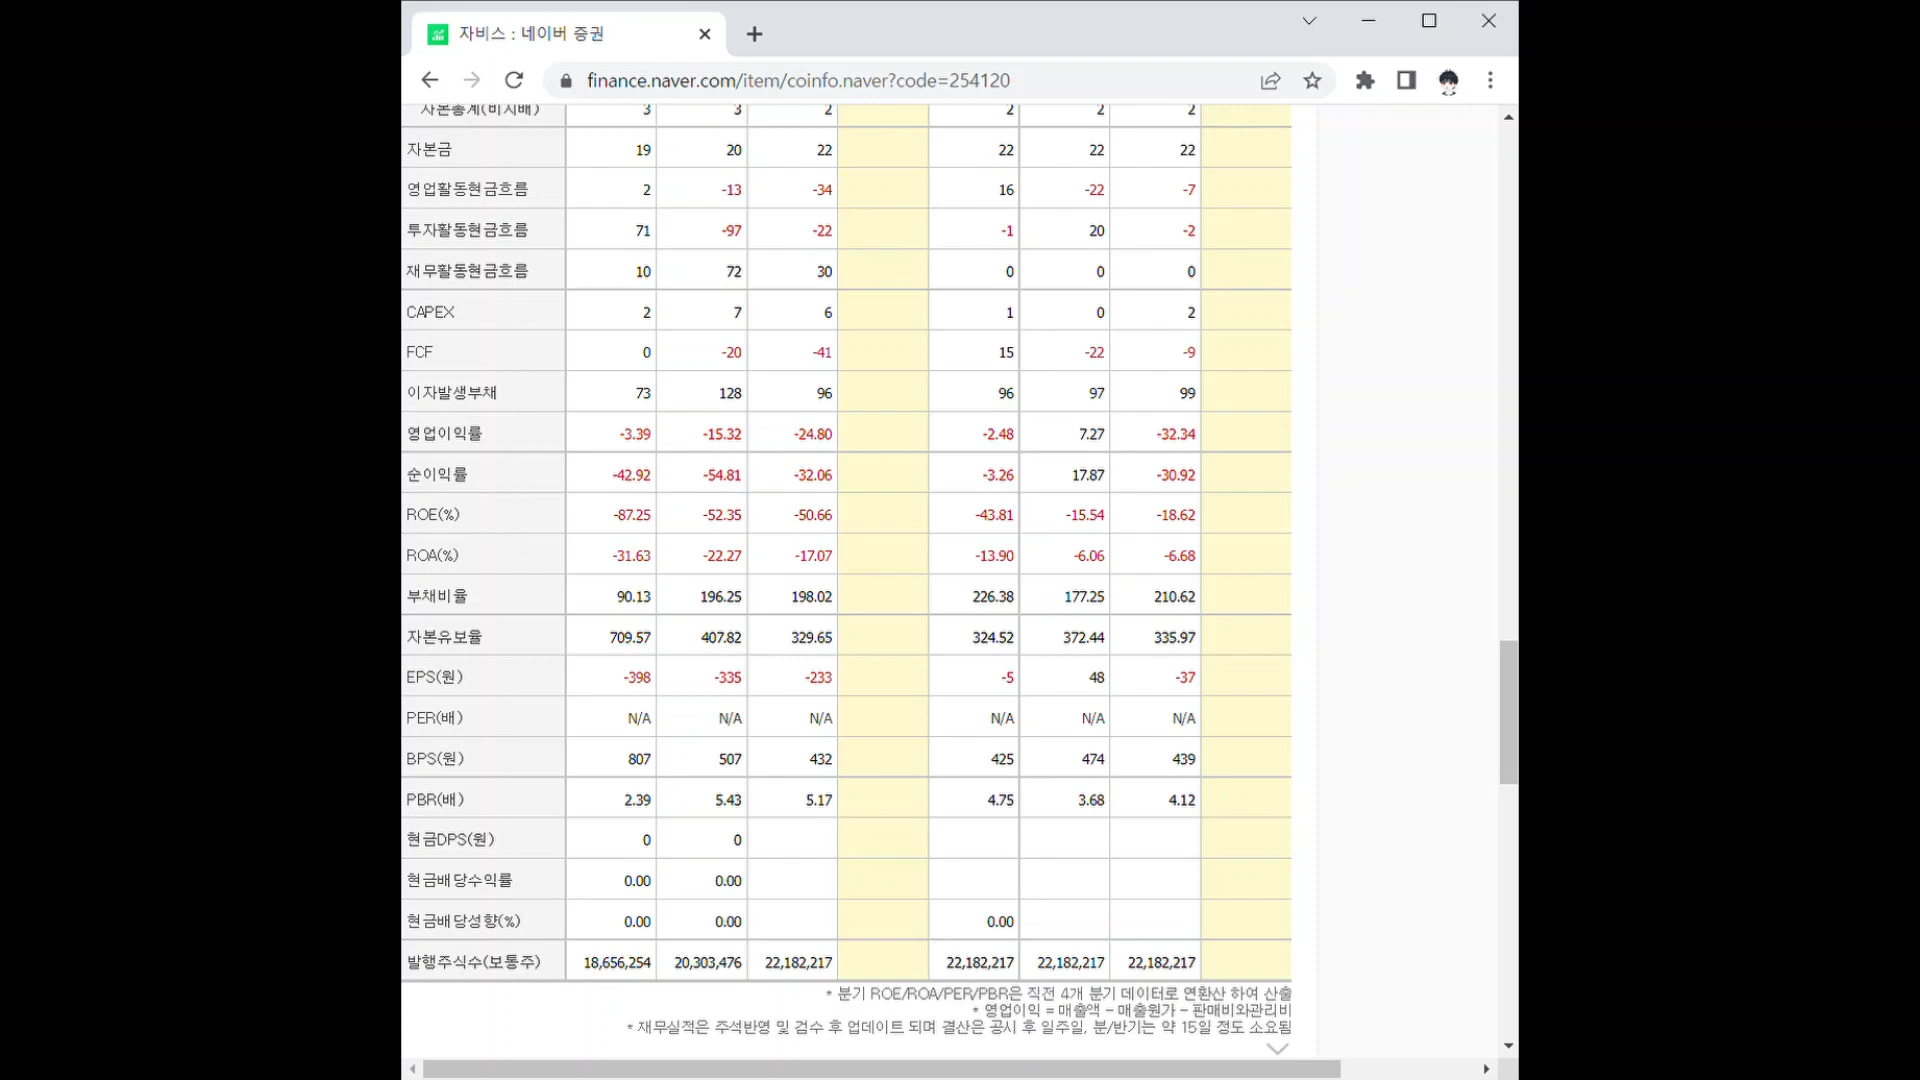 자비스 : 네이버 증권
finance.naver.com/item/coinfo.naver?code=254120
자본총계(비지배) 3 3 2 2 2 2
자본금 19 20 22 22 22 22
영업활동현금흐름 2 -13 -34 16 -22 -7
투자활동현금흐름 71 -97 -22 -1 20 -2
재무활동현금흐름 10 72 30 0 0 0
CAPEX 2 7 6 1 0 2
FCF 0 -20 -41 15 -22 -9
이자발생부채 73 128 96 96 97 99
영업이익률 -3.39 -15.32 -24.80 -2.48 7.27 -32.34
순이익률 -42.92 -54.81 -32.06 -3.26 17.87 -30.92
ROE(%) -87.25 -52.35 -50.66 -43.81 -15.54 -18.62
ROA(%) -31.63 -22.27 -17.07 -13.90 -6.06 -6.68
부채비율 90.13 196.25 198.02 226.38 177.25 210.62
자본유보율 709.57 407.82 329.65 324.52 372.44 335.97
EPS(원) -398 -335 -233 -5 48 -37
PER(배) N/A N/A N/A N/A N/A N/A
BPS(원) 807 507 432 425 474 439
PBR(배) 2.39 5.43 5.17 4.75 3.68 4.12
현금DPS(원) 0 0
현금배당수익률 0.00 0.00
현금배당성향(%) 0.00 0.00 0.00
발행주식수(보통주) 18,656,254 20,303,476 22,182,217 22,182,217 22,182,217 22,182,217
* 분기 ROE/ROA/PER/PBR은 직전 4개 분기 데이터로 연환산 하여 산출
* 영업이익 = 매출액 - 매출원가 - 판매비와관리비
* 재무실적은 주석반영 및 검수 후 업데이트 되며 결산은 공시 후 일주일, 분/반기는 약 15일 정도 소요됨